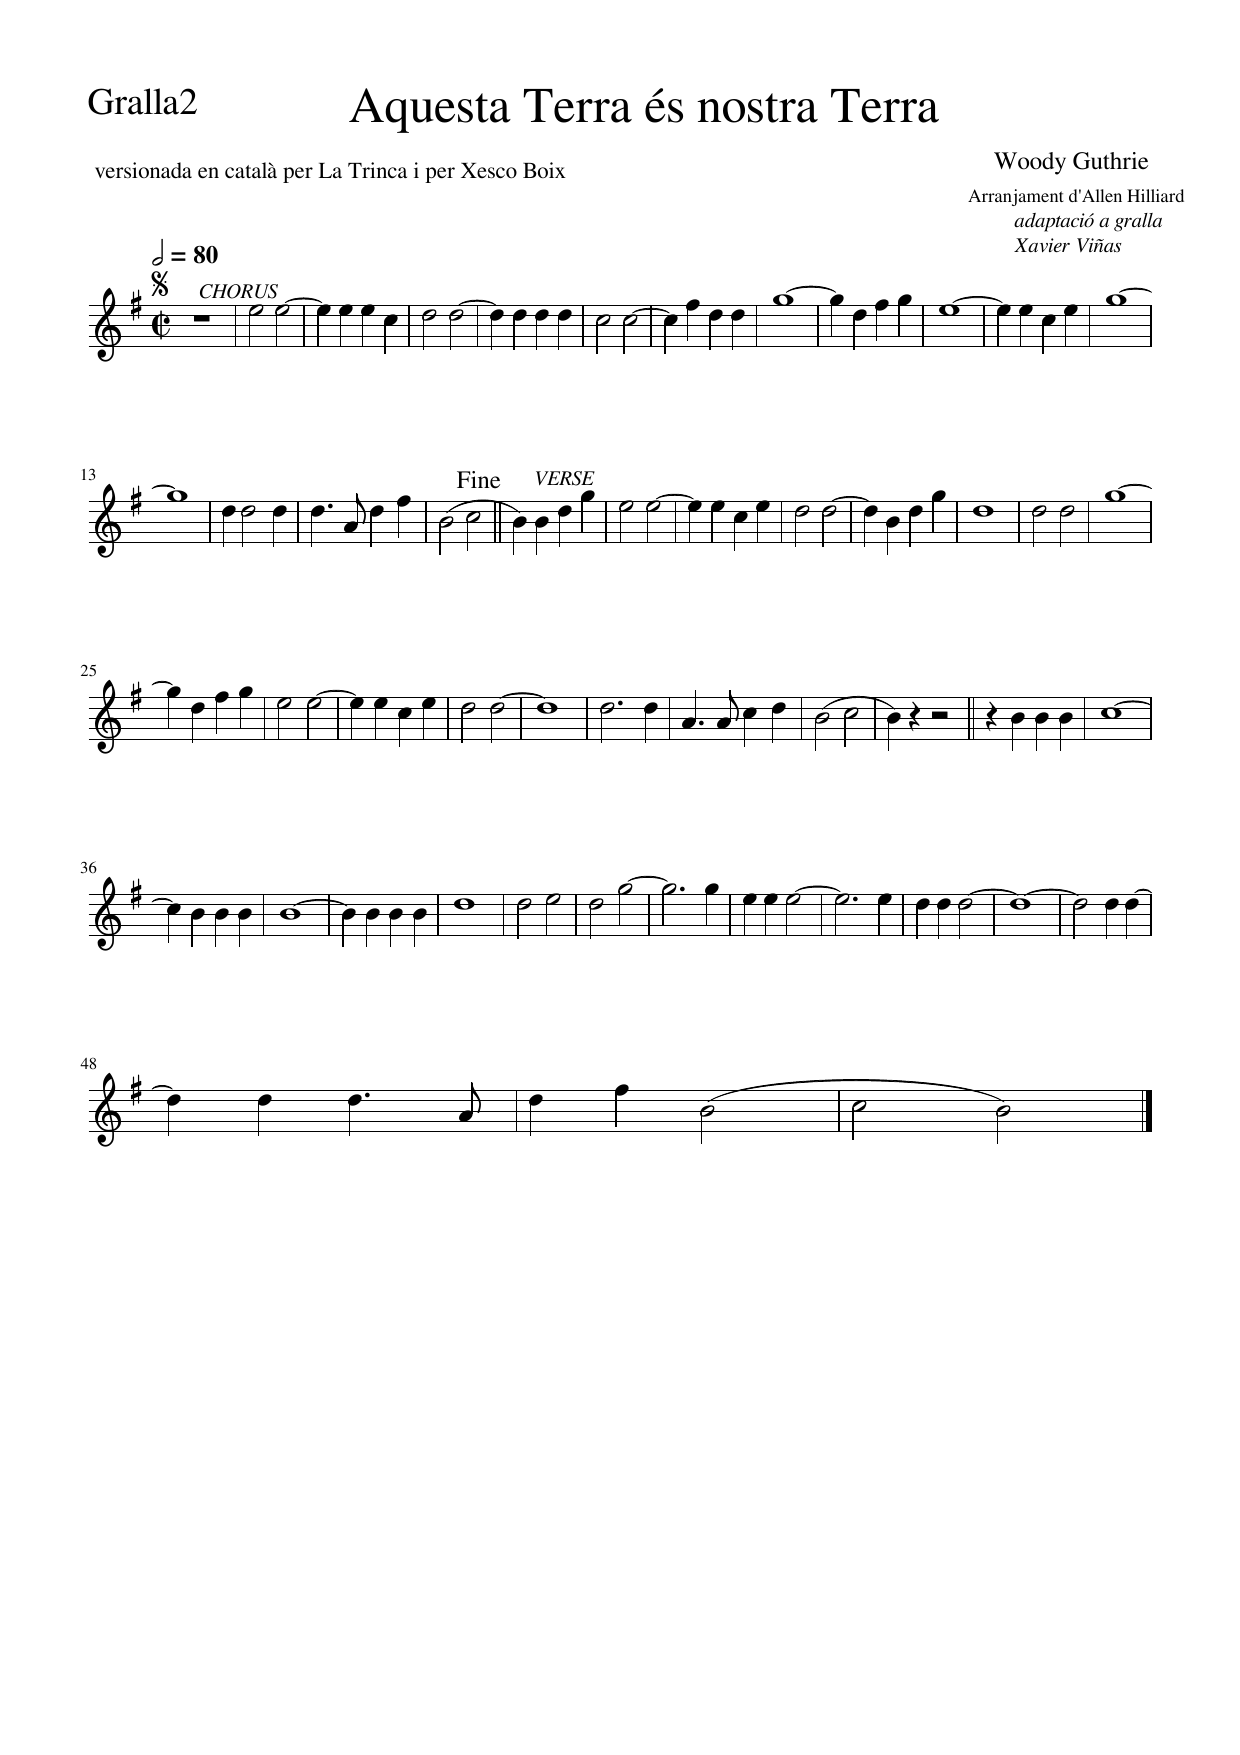 Gralla2
Aquesta Terra és nostra Terra
versionada en català per La Trinca i per Xesco Boix
Woody Guthrie
Arranjament d'Allen Hilliard
adaptació a gralla
Xavier Viñas
= 80
CHORUS
13
Fine
VERSE
25
36
48